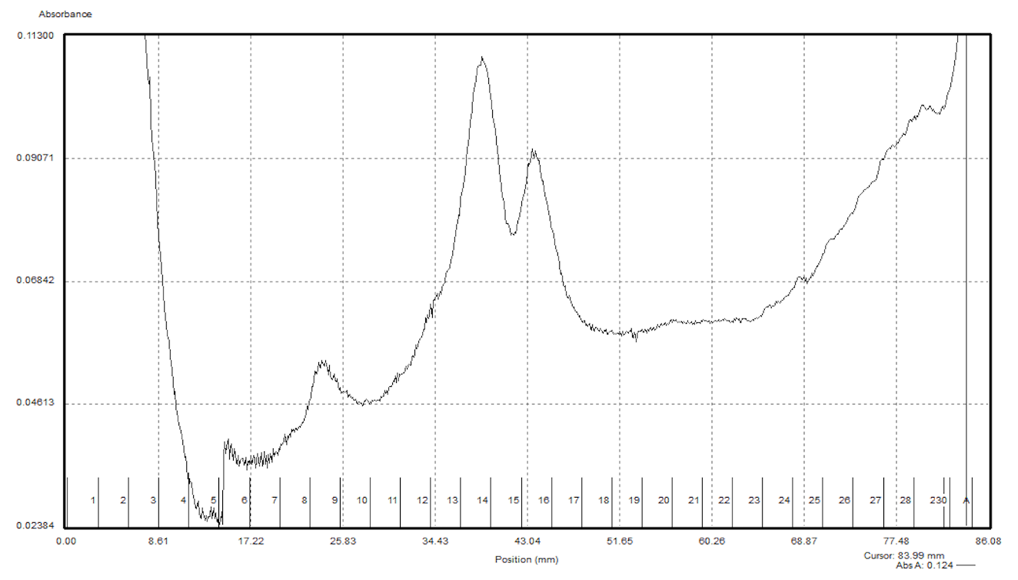 Absorbance
0.11300
0.09071
0.06842
0.04613
0.02384
1 2 3 4 5 6 7 8 9 10 11 12 13 14 15 16 17 18 19 20 21 22 23 24 25 26 27 28 230 A
0.00 8.61 17.22 25.83 34.43 43.04 51.65 60.26 68.87 77.48 86.08
Position (mm)
Cursor: 83.99 mm
Abs A: 0.124